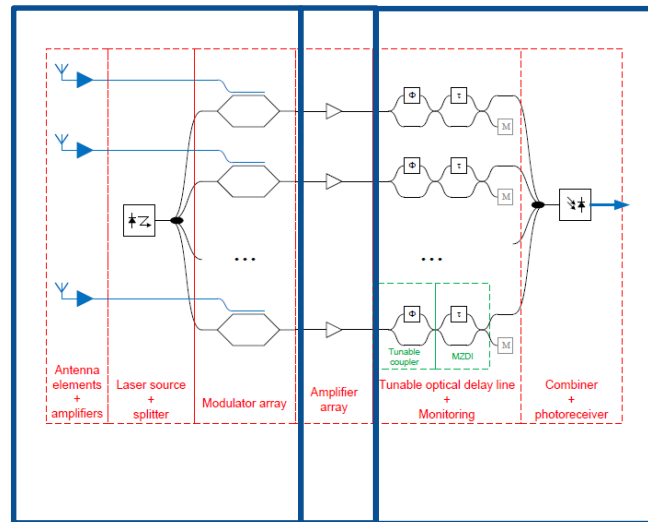 Φ
τ
M
Φ
τ
M
...
...
Φ
τ
M
Tunable
coupler
MZDI
Antenna
elements
+
amplifiers
Laser source
+
splitter
Modulator array
Amplifier
array
Tunable optical delay line
+
Monitoring
Combiner
+
photoreceiver